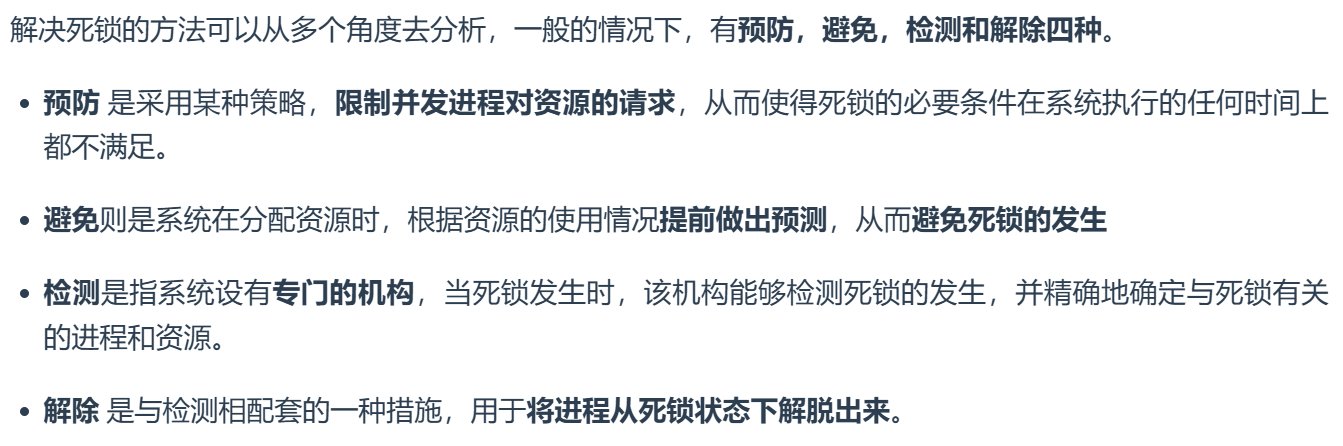 解决死锁的方法可以从多个角度去分析，一般的情况下，有预防，避免，检测和解除四种。
• 预防 是采用某种策略，限制并发进程对资源的请求，从而使得死锁的必要条件在系统执行的任何时间上
都不满足。
• 避免则是系统在分配资源时，根据资源的使用情况提前做出预测，从而避免死锁的发生
• 检测是指系统设有专门的机构，当死锁发生时，该机构能够检测死锁的发生，并精确地确定与死锁有关
的进程和资源。
• 解除 是与检测相配套的一种措施，用于将进程从死锁状态下解脱出来。